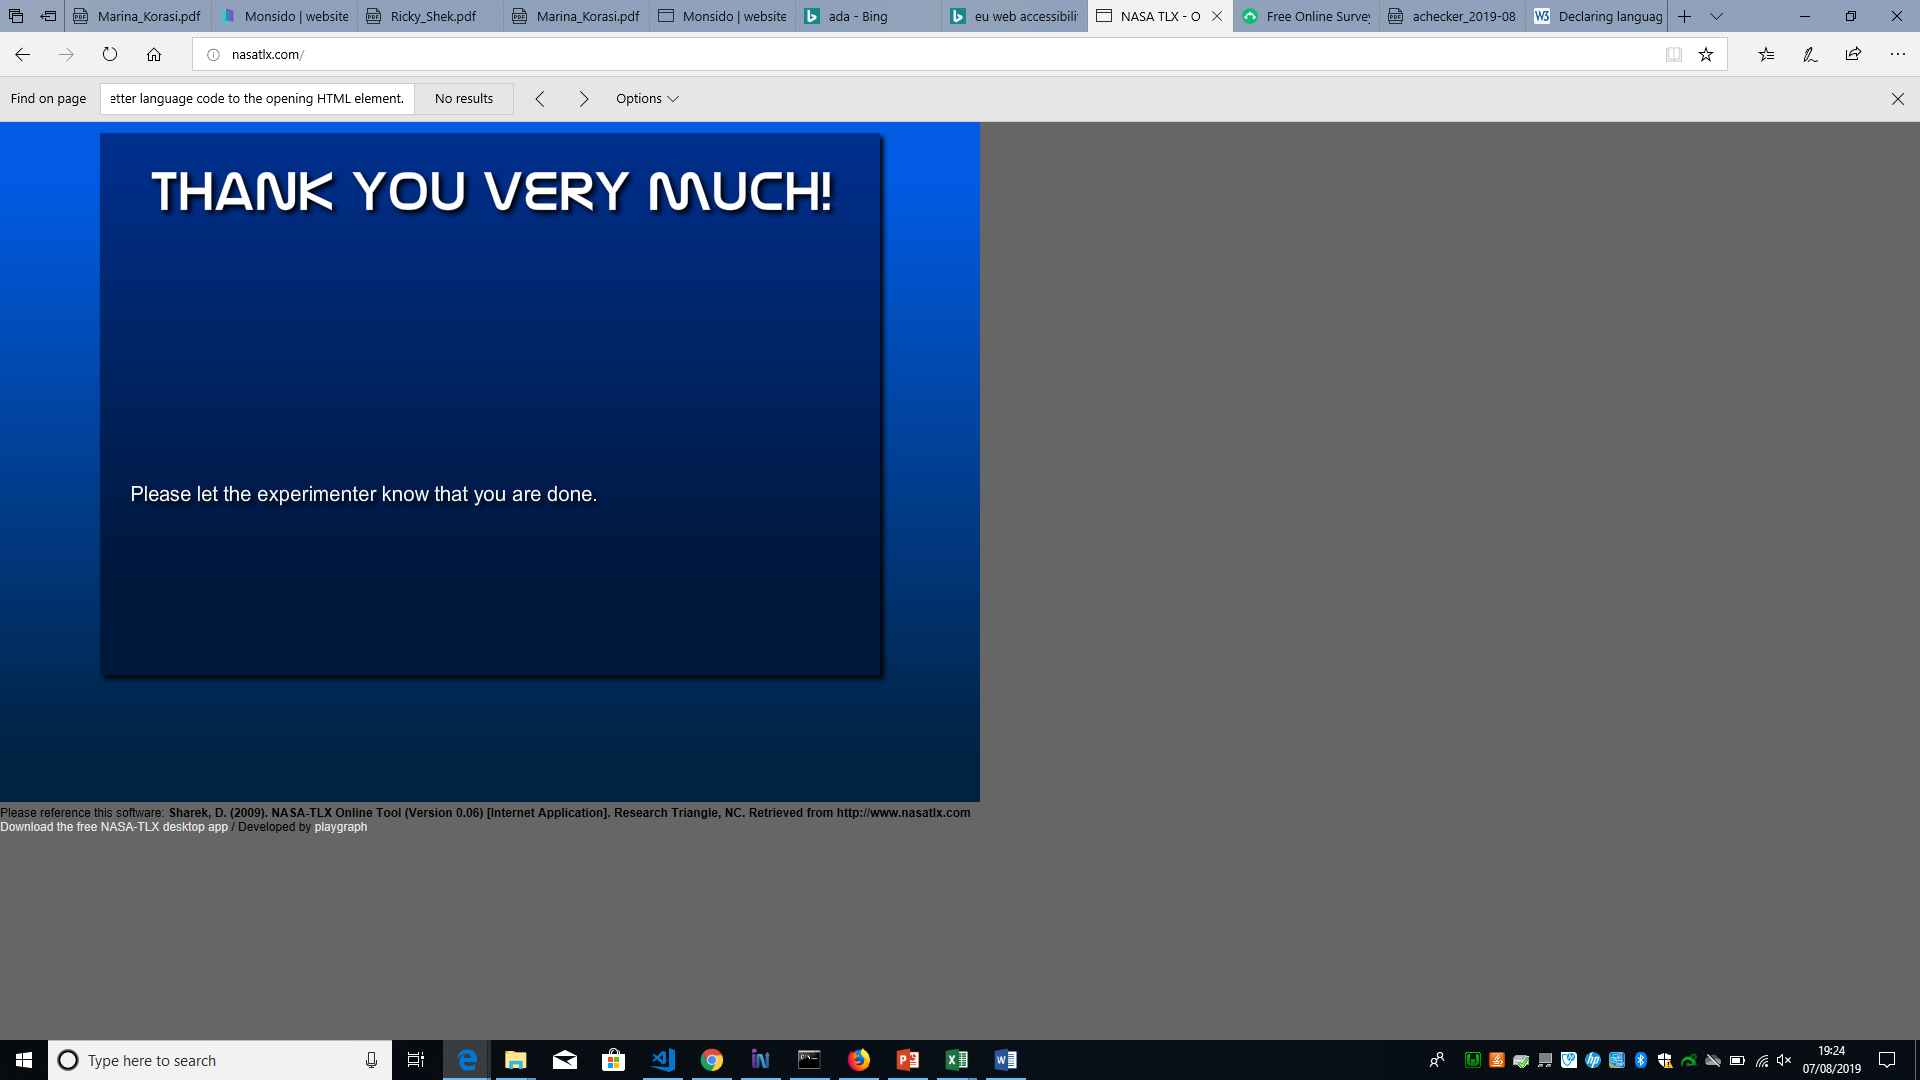 Marina_Korasi.pdf
Monsido | website
Ricky_Shek.pdf
Marina_Korasi.pdf
Monsido | website
ada - Bing
eu web accessibili
NASA TLX - O
Free Online Surve
achecker_2019-08
Declaring languag
nasatlx.com/
Find on page
etter language code to the opening HTML element.
No results
Options
THANK YOU VERY MUCH!
Please let the experimenter know that you are done.
Please reference this software: Sharek, D. (2009). NASA-TLX Online Tool (Version 0.06) [Internet Application]. Research Triangle, NC. Retrieved from http://www.nasatlx.com
Download the free NASA-TLX desktop app / Developed by playgraph
Type here to search
19:24
07/08/2019